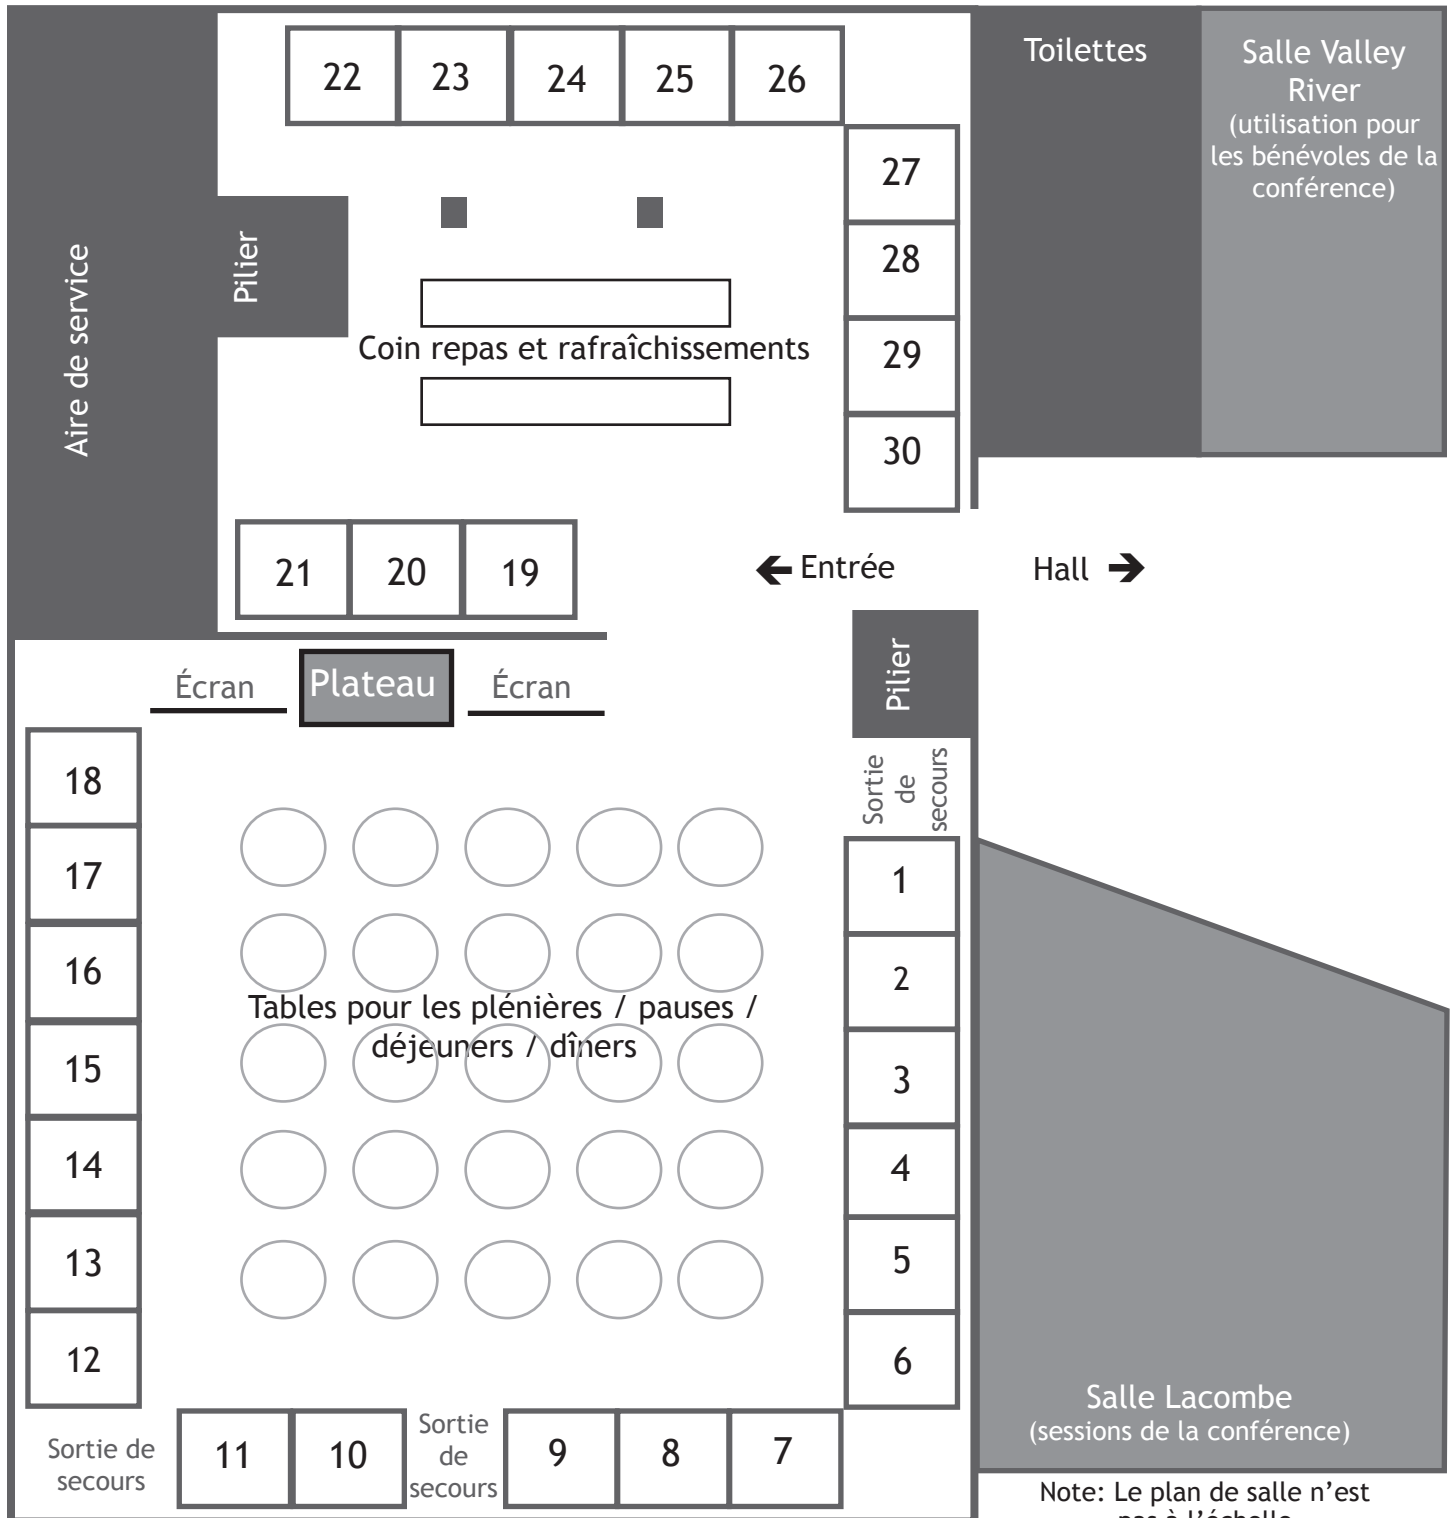 22 23 24 25 26
Toilettes
Salle Valley
River
(utilisation pour
les bénévoles de la
conférence)
27
28
29
30
Aire de service
Pilier
Coin repas et rafraîchissements
21 20 19
Entrée
Hall
Écran
Plateau
Écran
Pilier
Sortie
de
secours
18
17
16
15
14
13
12
Tables pour les plénières / pauses /
déjeuners / dîners
1
2
3
4
5
6
Sortie de
secours
11 10
Sortie
de
secours
9 8 7
Salle Lacombe
(sessions de la conférence)
Note: Le plan de salle n’est
pas à l’échelle